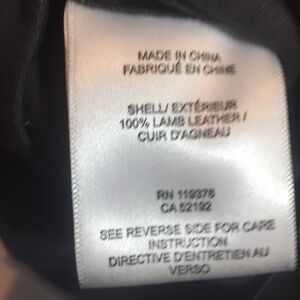 MADE IN CHINA
FABRIQUÉ EN CHINE
SHELL/ EXTÉRIEUR
100% LAMB LEATHER/
CUIR D'AGNEAU
RN 119376
CA 52192
SEE REVERSE SIDE FOR CARE
INSTRUCTION
DIRECTIVE D'ENTRETIEN AU
VERSO